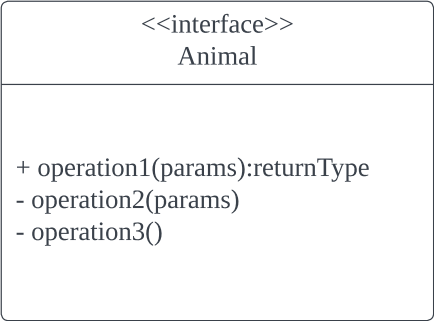 <<interface>>
Animal
+ operation1(params):returnType
- operation2(params)
- operation3()